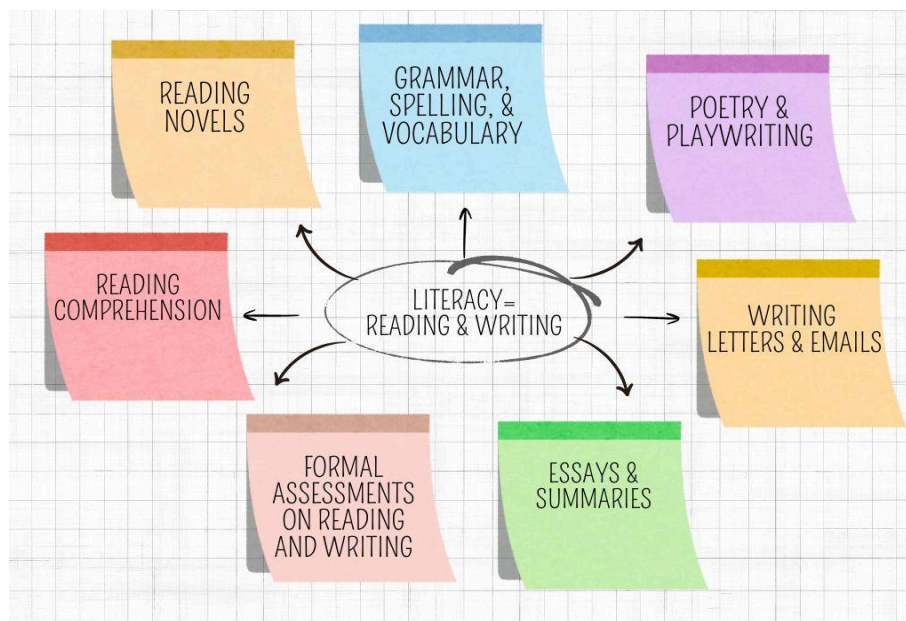 READING
NOVELS
GRAMMAR,
SPELLING, &
VOCABULARY
POETRY &
PLAYWRITING
READING
COMPREHENSION
LITERACY=
READING & WRITING
WRITING
LETTERS & EMAILS
FORMAL
ASSESSMENTS
ON READING
AND WRITING
ESSAYS &
SUMMARIES